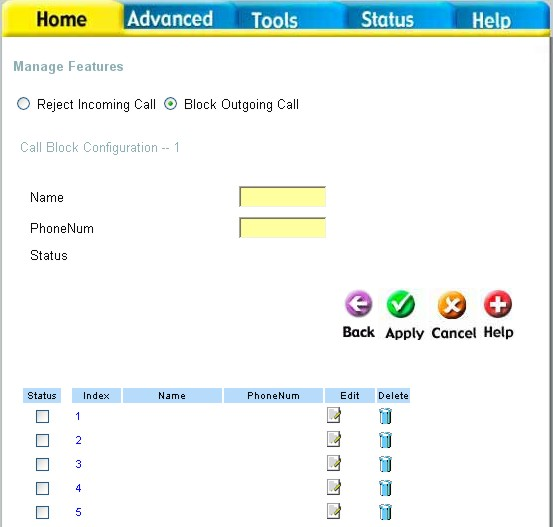 Home Advanced Tools Status Help
Manage Features
Reject Incoming Call Block Outgoing Call
Call Block Configuration -- 1
Name
PhoneNum
Status
Back Apply Cancel Help
Status Index Name PhoneNum Edit Delete
1
2
3
4
5